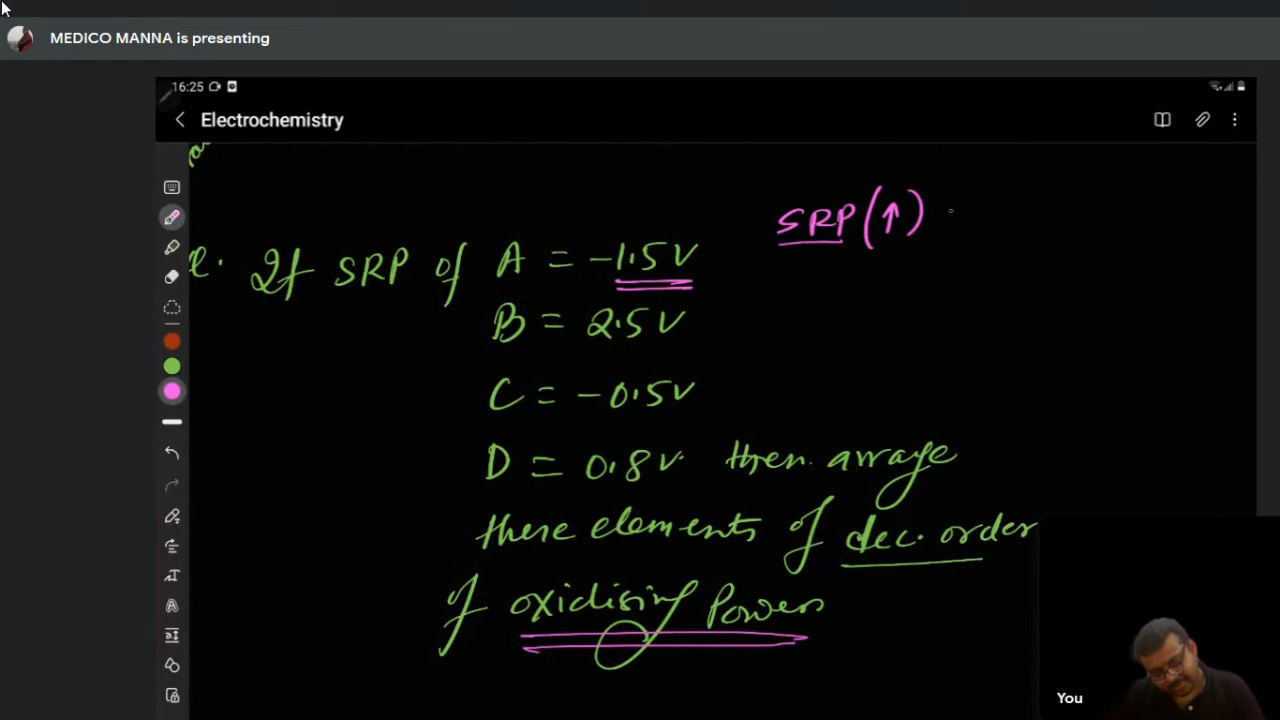 MEDICO MANNA is presenting
16:25
Electrochemistry
SRP(↑)
If SRP of A = -1.5V
B = 2.5V
C = -0.5V
D = 0.8V. then arrage
these elements of dec. order
of oxidising Power
You